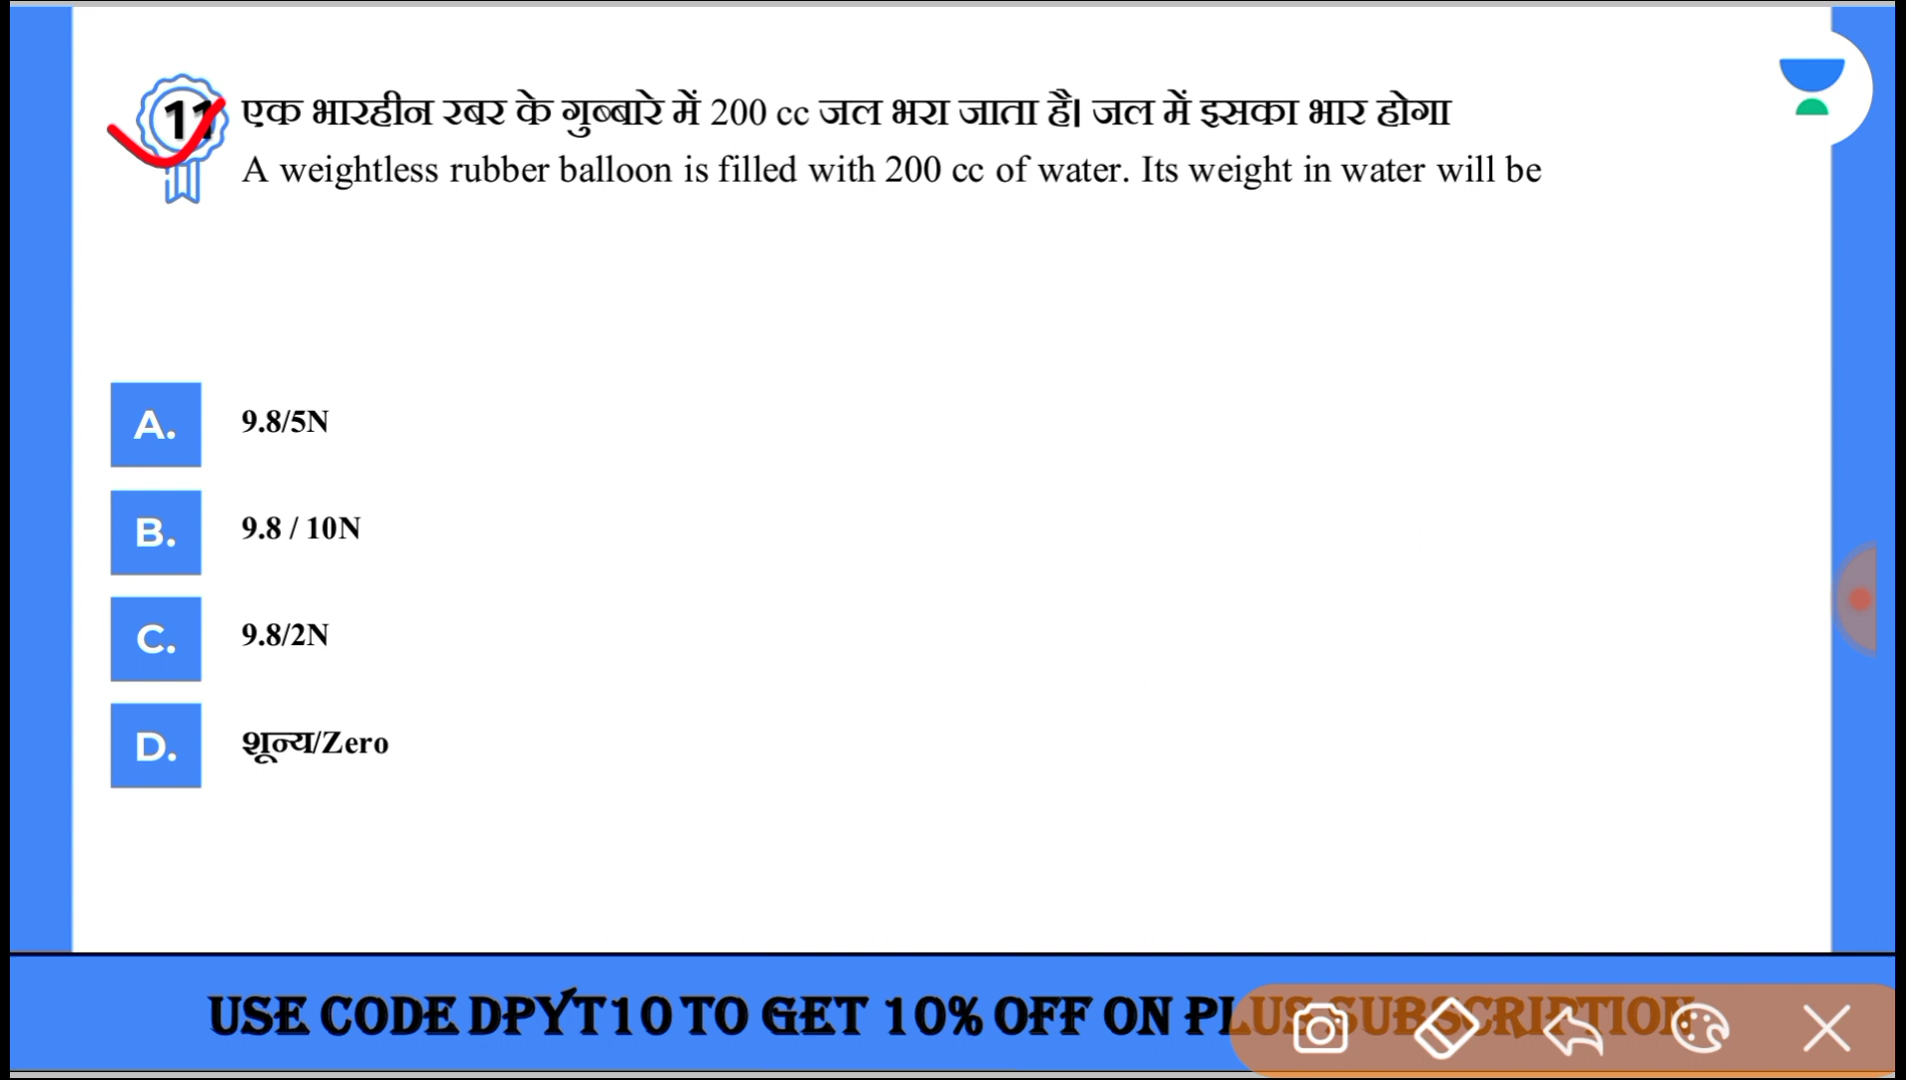 11 एक भारहीन रबर के गुब्बारे में 200 cc जल भरा जाता है। जल में इसका भार होगा
A weightless rubber balloon is filled with 200 cc of water. Its weight in water will be
A. 9.8/5N
B. 9.8 / 10N
C. 9.8/2N
D. शून्य/Zero
USE CODE DPYT10 TO GET 10% OFF ON PLUS SUBSCRIPTION